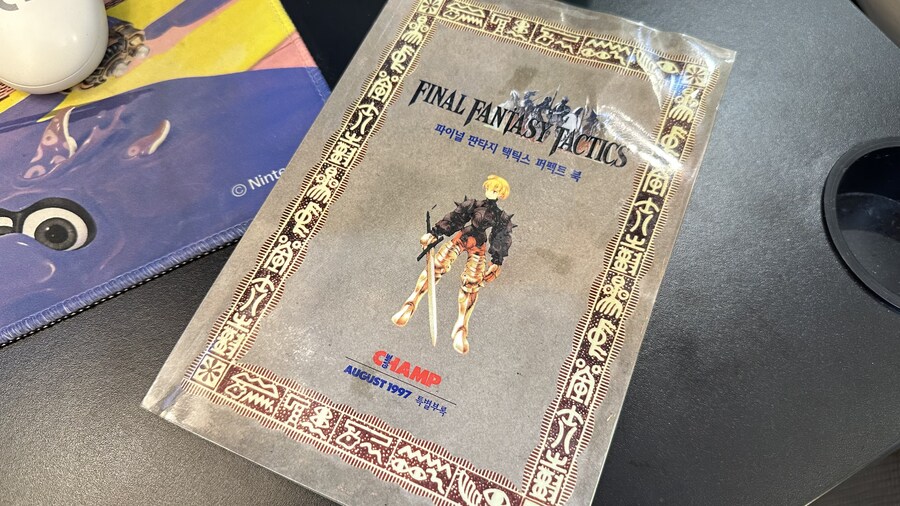 © Ninte
FINAL FANTASY TACTICS
파이널 판타지 택틱스 퍼펙트 북
CHAMP
AUGUST 1997 특별부록